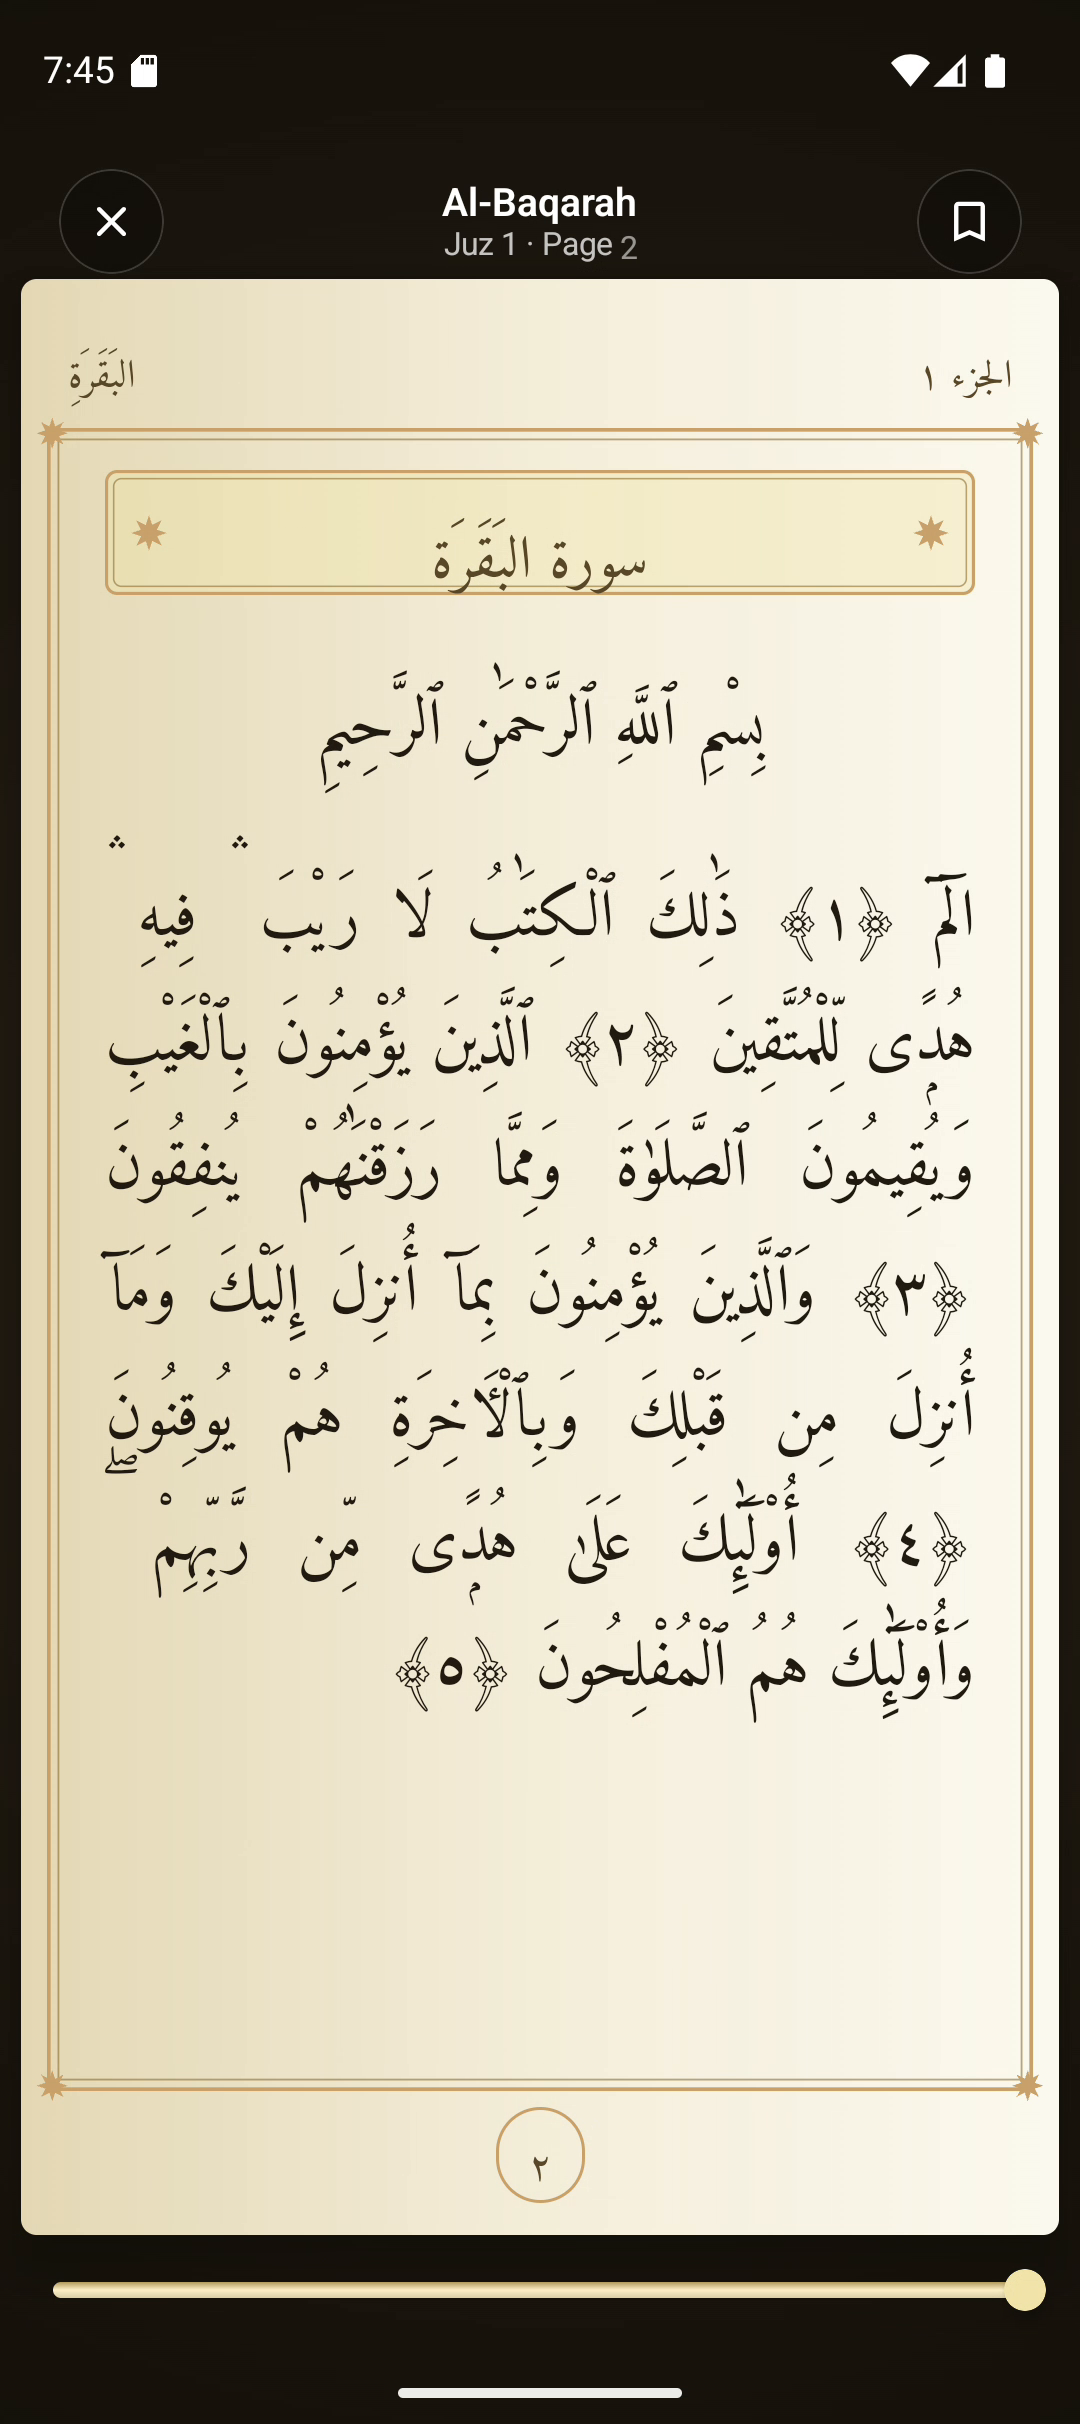 7:45
Al-Baqarah
Juz 1 · Page 2
الجزء ١
البَقَرَةِ
سورة البَقَرَة
بِسْمِ ٱللَّهِ ٱلرَّحْمَٰنِ ٱلرَّحِيمِ
الٓمٓ ﴿١﴾ ذَٰلِكَ ٱلْكِتَٰبُ لَا رَيْبَ ۛ فِيهِ ۛ
هُدًۭى لِّلْمُتَّقِينَ ﴿٢﴾ ٱلَّذِينَ يُؤْمِنُونَ بِٱلْغَيْبِ
وَيُقِيمُونَ ٱلصَّلَوٰةَ وَمِمَّا رَزَقْنَٰهُمْ يُنفِقُونَ
﴿٣﴾ وَٱلَّذِينَ يُؤْمِنُونَ بِمَآ أُنزِلَ إِلَيْكَ وَمَآ
أُنزِلَ مِن قَبْلِكَ وَبِٱلْءَاخِرَةِ هُمْ يُوقِنُونَ
﴿٤﴾ أُو۟لَٰٓئِكَ عَلَىٰ هُدًۭى مِّن رَّبِّهِمْ ۖ
وَأُو۟لَٰٓئِكَ هُمُ ٱلْمُفْلِحُونَ ﴿٥﴾
٢